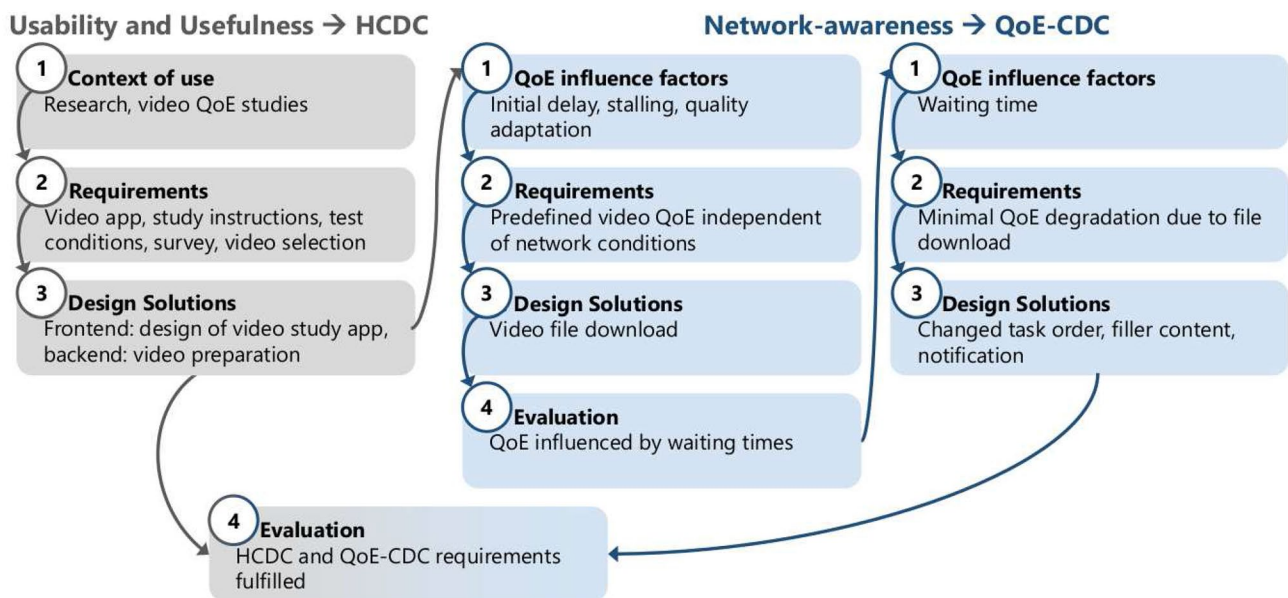 Usability and Usefulness → HCDC
1
Context of use
Research, video QoE studies
2
Requirements
Video app, study instructions, test
conditions, survey, video selection
3
Design Solutions
Frontend: design of video study app,
backend: video preparation
Network-awareness → QoE-CDC
1
QoE influence factors
Initial delay, stalling, quality
adaptation
2
Requirements
Predefined video QoE independent
of network conditions
3
Design Solutions
Video file download
4
Evaluation
QoE influenced by waiting times
1
QoE influence factors
Waiting time
2
Requirements
Minimal QoE degradation due to file
download
3
Design Solutions
Changed task order, filler content,
notification
4
Evaluation
HCDC and QoE-CDC requirements
fulfilled